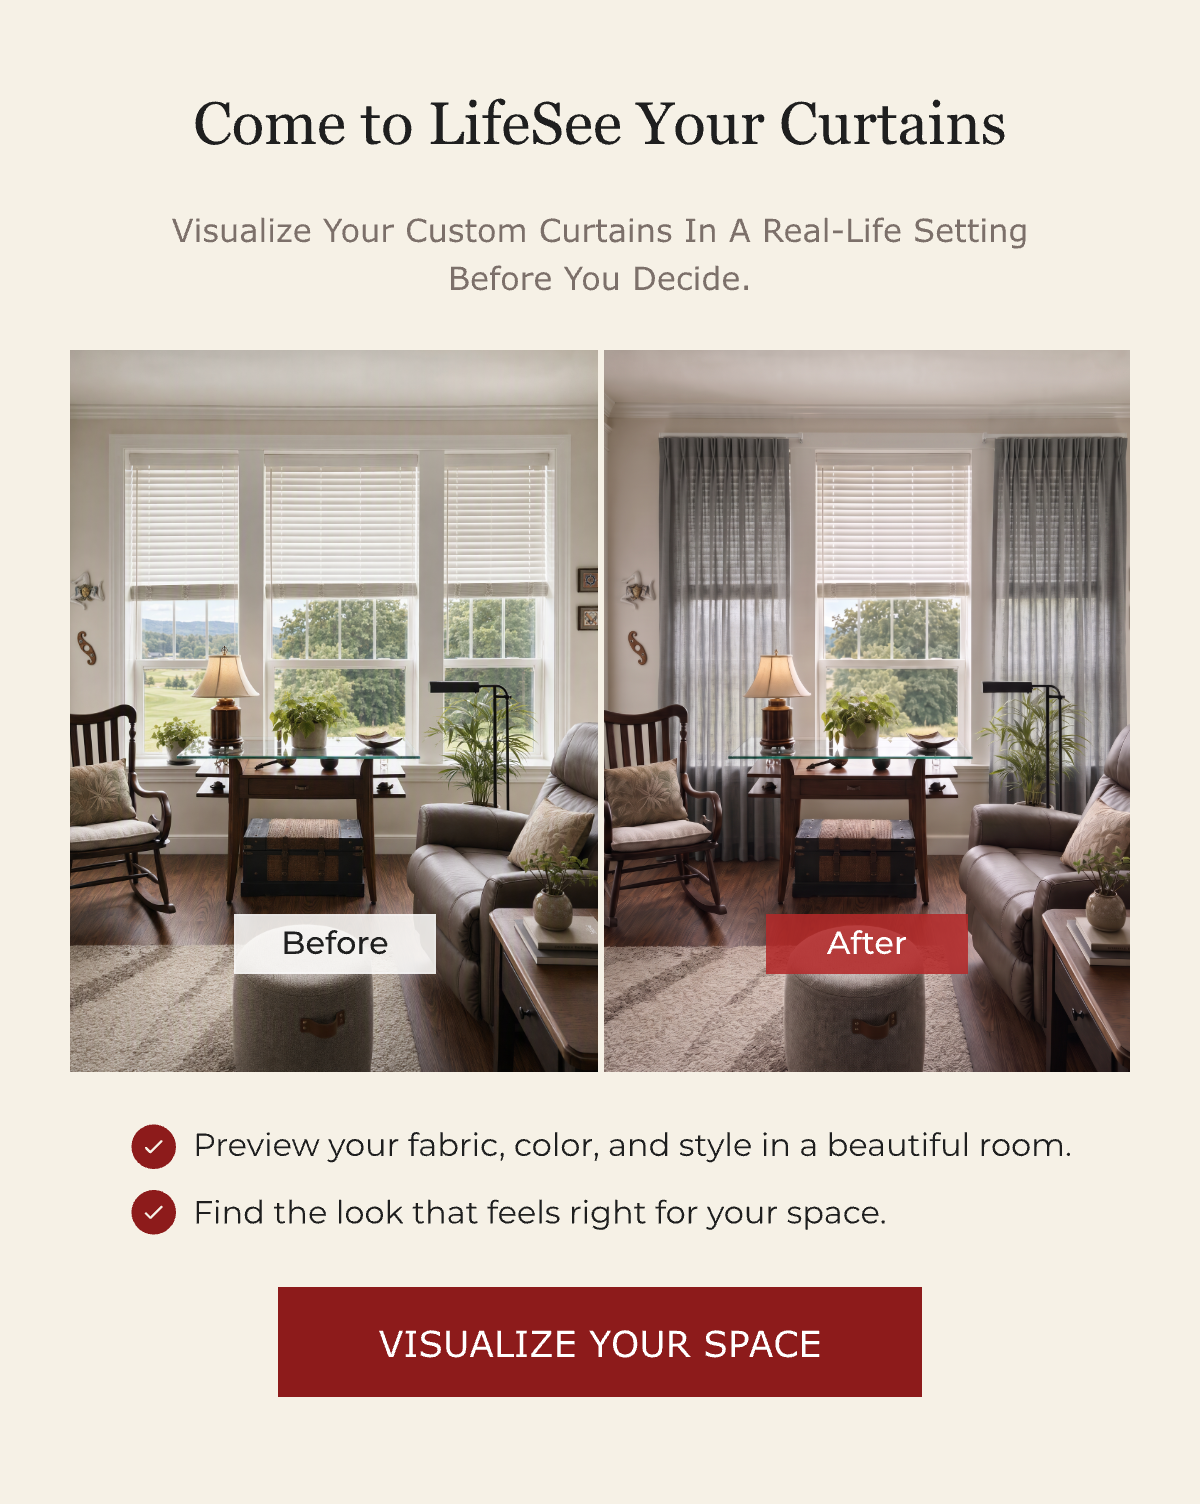 Come to LifeSee Your Curtains
Visualize Your Custom Curtains In A Real-Life Setting
Before You Decide.
Before
After
Preview your fabric, color, and style in a beautiful room.
Find the look that feels right for your space.
VISUALIZE YOUR SPACE